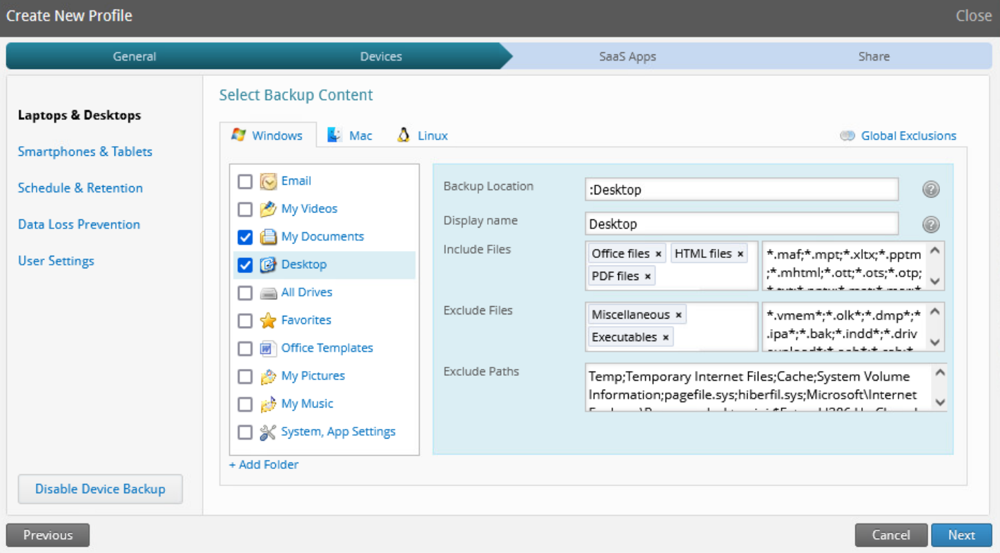 Create New Profile
Close
General
Devices
SaaS Apps
Share
Laptops & Desktops
Smartphones & Tablets
Schedule & Retention
Data Loss Prevention
User Settings
Disable Device Backup
Select Backup Content
Windows
Mac
Linux
Global Exclusions
Email
My Videos
My Documents
Desktop
All Drives
Favorites
Office Templates
My Pictures
My Music
System, App Settings
+ Add Folder
Backup Location
:Desktop
?
Display name
Desktop
?
Include Files
Office files ×
HTML files ×
PDF files ×
*.maf;*.mpt;*.xltx;*.pptm
;*.mhtml;*.ott;*.ots;*.otp;
Exclude Files
Miscellaneous ×
Executables ×
*.vmem*;*.olk*;*.dmp*;*
.ipa*;*.bak;*.indd*;*.driv
Exclude Paths
Temp;Temporary Internet Files;Cache;System Volume
Information;pagefile.sys;hiberfil.sys;Microsoft\Internet
Previous
Cancel
Next